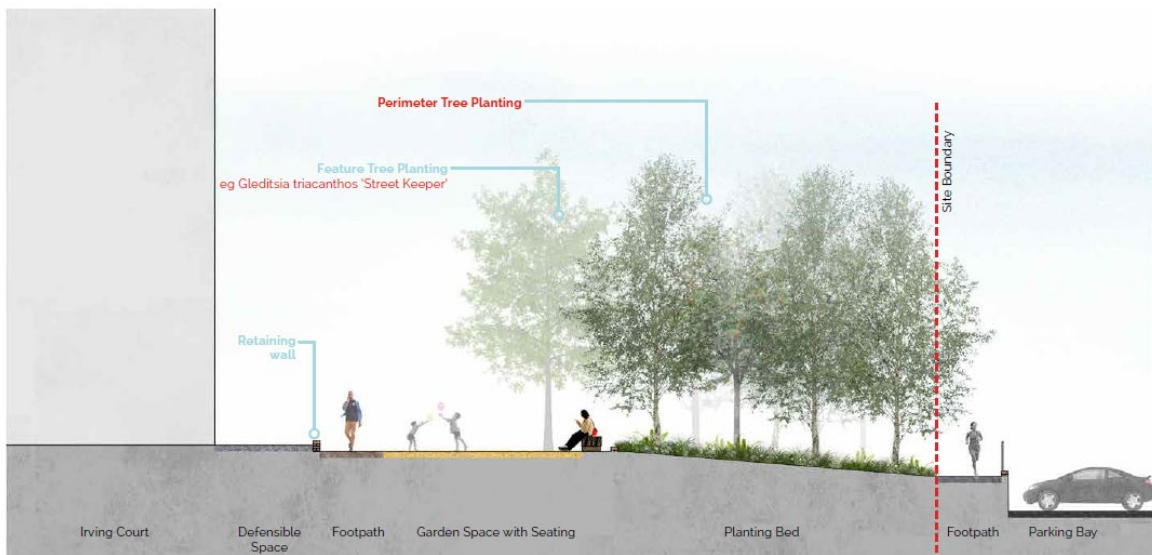 Perimeter Tree Planting
Feature Tree Planting
eg Gleditsia triacanthos 'Street Keeper'
Site Boundary
Retaining
wall
Irving Court
Defensible
Space
Footpath
Garden Space with Seating
Planting Bed
Footpath
Parking Bay